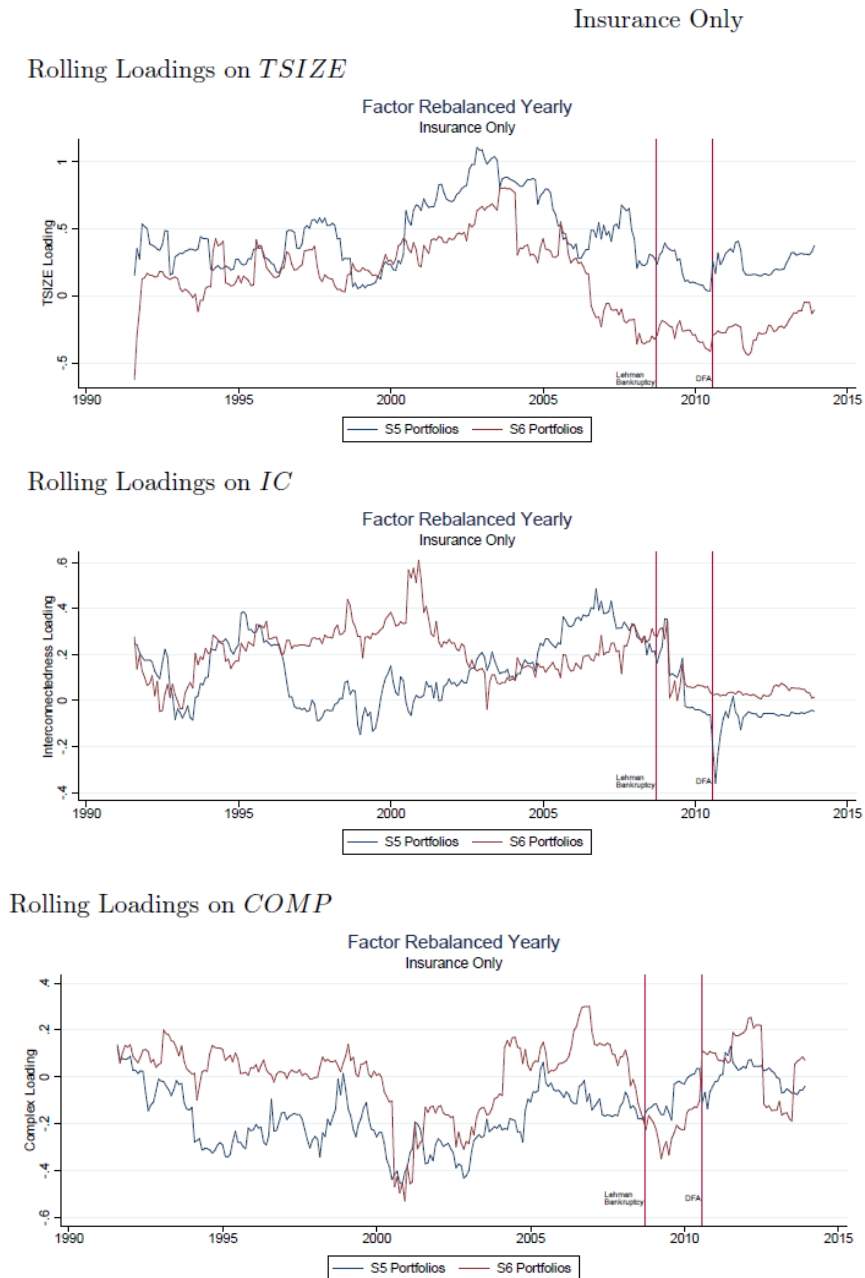 Insurance Only
Rolling Loadings on TSIZE
Factor Rebalanced Yearly
Insurance Only
TSIZE Loading
1
.5
0
-.5
Lehman
Bankruptcy
DFA
1990 1995 2000 2005 2010 2015
S5 Portfolios S6 Portfolios
Rolling Loadings on IC
Factor Rebalanced Yearly
Insurance Only
Interconnectedness Loading
.6
.4
.2
0
-.2
-.4
Lehman
Bankruptcy
DFA
1990 1995 2000 2005 2010 2015
S5 Portfolios S6 Portfolios
Rolling Loadings on COMP
Factor Rebalanced Yearly
Insurance Only
Complex Loading
.4
.2
0
-.2
-.4
-.6
Lehman
Bankruptcy
DFA
1990 1995 2000 2005 2010 2015
S5 Portfolios S6 Portfolios